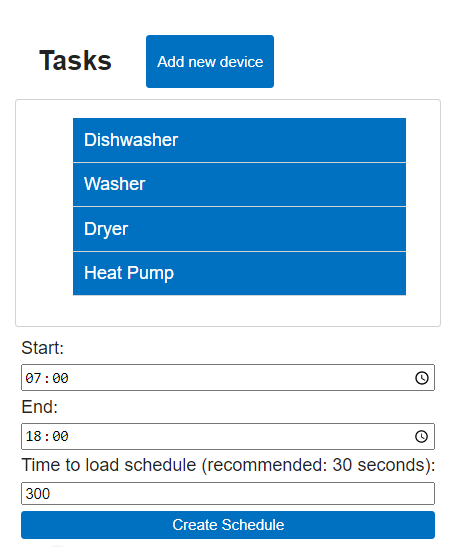 Tasks
Add new device
Dishwasher
Washer
Dryer
Heat Pump
Start:
07:00
End:
18:00
Time to load schedule (recommended: 30 seconds):
300
Create Schedule